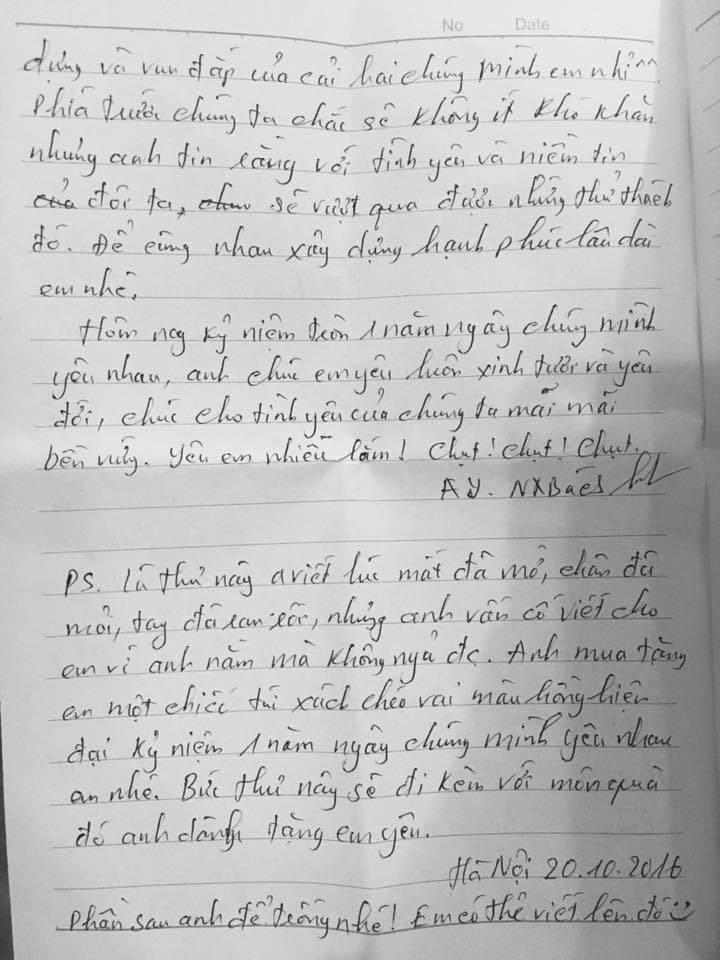 No Date
dựng và vun đắp của cả hai chúng mình em nhỉ^^.
Phía trước chúng ta chắc sẽ không ít khó khăn
nhưng anh tin rằng với tình yêu và niềm tin
của đôi ta, sẽ vượt qua được những thử thách
đó. Để cùng nhau xây dựng hạnh phúc lâu dài
em nhé.
Hôm nay kỷ niệm tròn 1 năm ngày chúng mình
yêu nhau, anh chúc em yêu luôn xinh tươi và yêu
đời, chúc cho tình yêu của chúng ta mãi mãi
bền vững. Yêu em nhiều lắm! Chụt! Chụt! Chụt.
AY. NXBáes
PS. Lá thư này a viết lúc mắt đã mờ, chân đã
mỏi, tay đã run rồi, nhưng anh vẫn cố viết cho
em vì anh nằm mà không ngủ đc. Anh mua tặng
em một chiếc túi xách chéo vai màu hồng hiện
đại kỷ niệm 1 năm ngày chúng mình yêu nhau
em nhé. Bức thư này sẽ đi kèm với món quà
đó anh dành tặng em yêu.
Hà Nội 20.10.2016
Phần sau anh để trống nhé! Em có thể viết lên đó